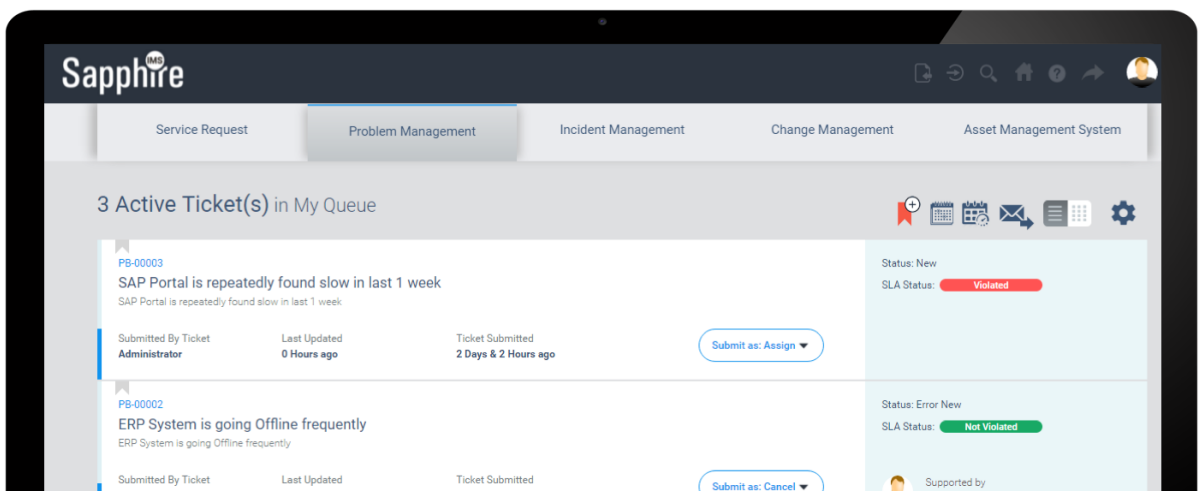 Sapphire
IMS
Service Request
Problem Management
Incident Management
Change Management
Asset Management System
3 Active Ticket(s) in My Queue
PB-00003
SAP Portal is repeatedly found slow in last 1 week
SAP Portal is repeatedly found slow in last 1 week
Submitted By Ticket
Administrator
Last Updated
0 Hours ago
Ticket Submitted
2 Days & 2 Hours ago
Submit as: Assign
Status: New
SLA Status: Violated
PB-00002
ERP System is going Offline frequently
ERP System is going Offline frequently
Submitted By Ticket
Last Updated
Ticket Submitted
Submit as: Cancel
Status: Error New
SLA Status: Not Violated
Supported by